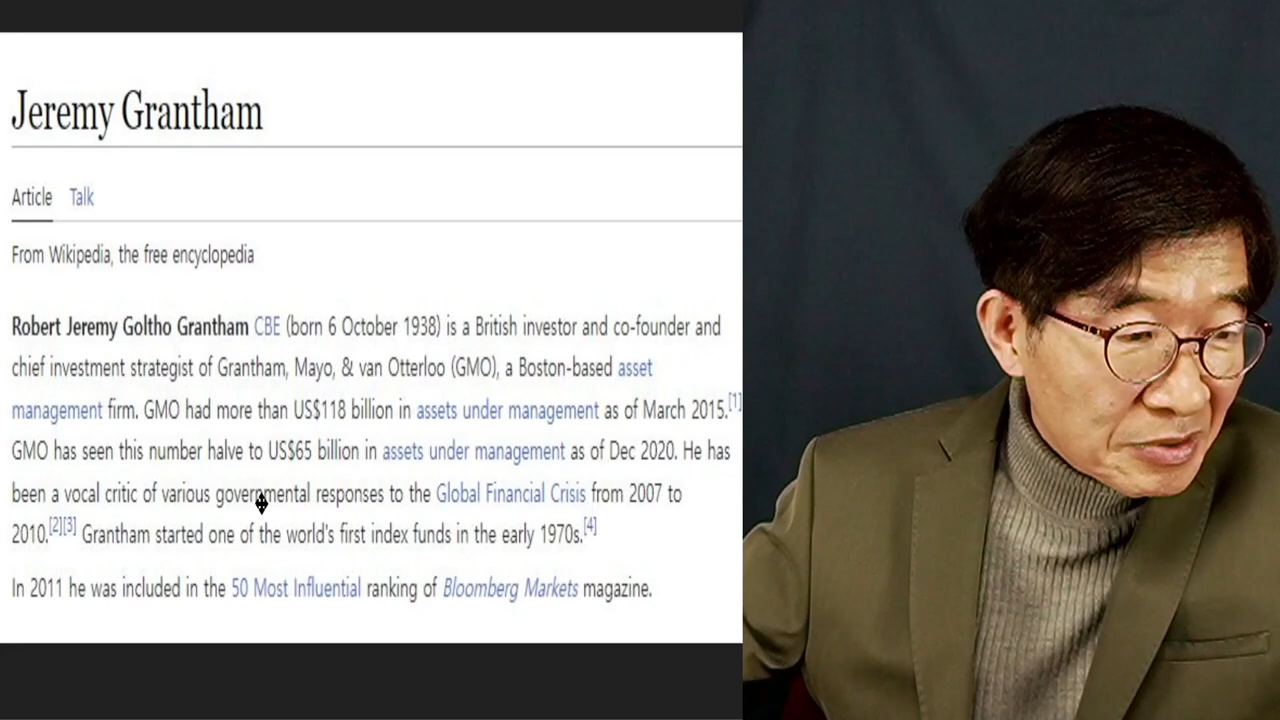 Jeremy Grantham
Article Talk
From Wikipedia, the free encyclopedia
Robert Jeremy Goltho Grantham CBE (born 6 October 1938) is a British investor and co-founder and
chief investment strategist of Grantham, Mayo, & van Otterloo (GMO), a Boston-based asset
management firm. GMO had more than US$118 billion in assets under management as of March 2015.[1]
GMO has seen this number halve to US$65 billion in assets under management as of Dec 2020. He has
been a vocal critic of various governmental responses to the Global Financial Crisis from 2007 to
2010.[2][3] Grantham started one of the world's first index funds in the early 1970s.[4]
In 2011 he was included in the 50 Most Influential ranking of Bloomberg Markets magazine.